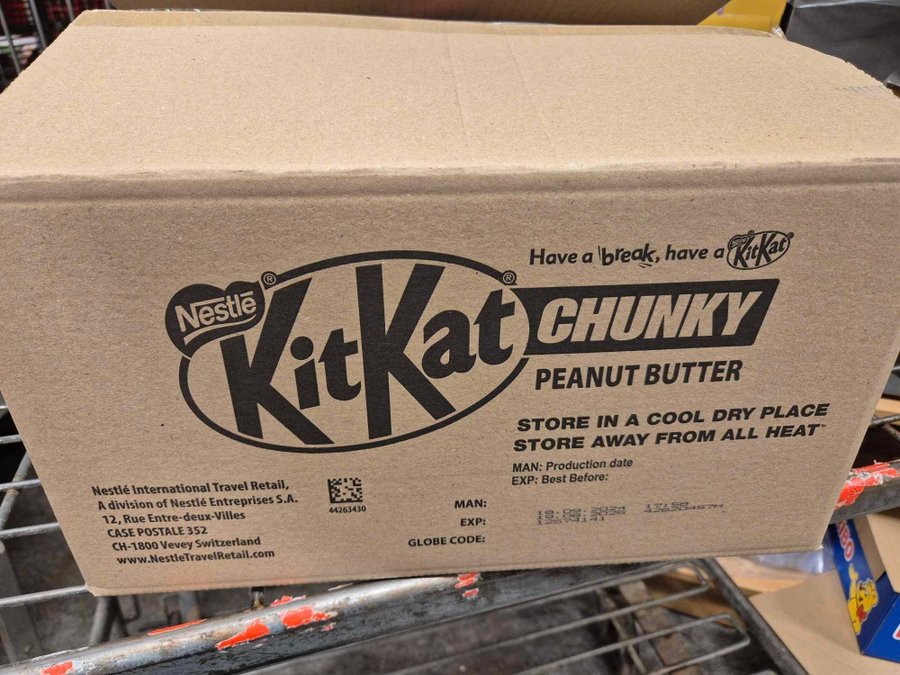 Have a break, have a Nestlé KitKat
Nestlé® KitKat® CHUNKY
PEANUT BUTTER
STORE IN A COOL DRY PLACE
STORE AWAY FROM ALL HEAT
MAN: Production date
EXP: Best Before:
Nestlé International Travel Retail,
A division of Nestlé Entreprises S.A.
12, Rue Entre-deux-Villes
CASE POSTALE 352
CH-1800 Vevey Switzerland
www.NestleTravelRetail.com
44263430
MAN:
EXP:
GLOBE CODE:
12574141